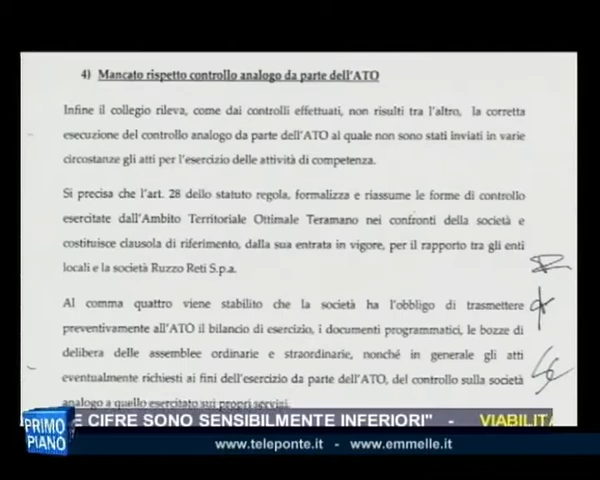 4) Mancato rispetto controllo analogo da parte dell'ATO
Infine il collegio rileva, come dai controlli effettuati, non risulti tra l'altro, la corretta
esecuzione del controllo analogo da parte dell'ATO al quale non sono stati inviati in varie
circostanze gli atti per l'esercizio delle attività di competenza.
Si precisa che l'art. 28 dello statuto regola, formalizza e riassume le forme di controllo
esercitate dall'Ambito Territoriale Ottimale Teramano nei confronti della società e
costituisce clausola di riferimento, dalla sua entrata in vigore, per il rapporto tra gli enti
locali e la società Ruzzo Reti S.p.a.
Al comma quattro viene stabilito che la società ha l'obbligo di trasmettere
preventivamente all'ATO il bilancio di esercizio, i documenti programmatici, le bozze di
delibera delle assemblee ordinarie e straordinarie, nonché in generale gli atti
eventualmente richiesti ai fini dell'esercizio da parte dell'ATO, del controllo sulla società
analogo a quello esercitato sui propri servizi.
E CIFRE SONO SENSIBILMENTE INFERIORI" - VIABILITA
PRIMO
PIANO
www.teleponte.it - www.emmelle.it